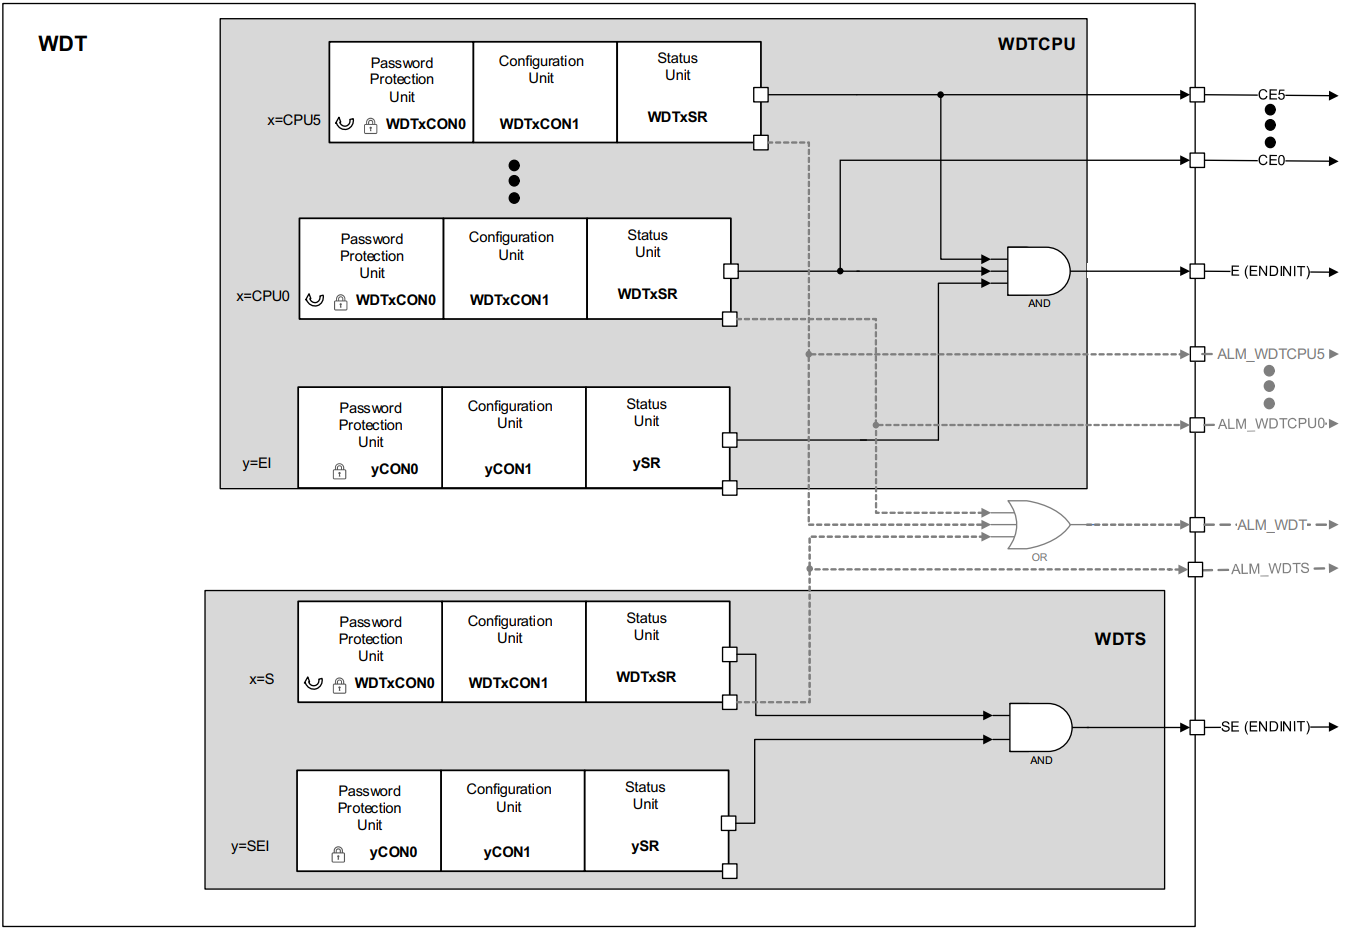 WDT
WDTCPU
Password
Protection
Unit
Configuration
Unit
Status
Unit
x=CPU5
WDTxCON0
WDTxCON1
WDTxSR
CE5
CE0
Password
Protection
Unit
Configuration
Unit
Status
Unit
x=CPU0
WDTxCON0
WDTxCON1
WDTxSR
AND
E (ENDINIT)
ALM_WDTCPU5
ALM_WDTCPU0
Password
Protection
Unit
Configuration
Unit
Status
Unit
y=EI
yCON0
yCON1
ySR
OR
ALM_WDT
ALM_WDTS
WDTS
Password
Protection
Unit
Configuration
Unit
Status
Unit
x=S
WDTxCON0
WDTxCON1
WDTxSR
AND
SE (ENDINIT)
Password
Protection
Unit
Configuration
Unit
Status
Unit
y=SEI
yCON0
yCON1
ySR